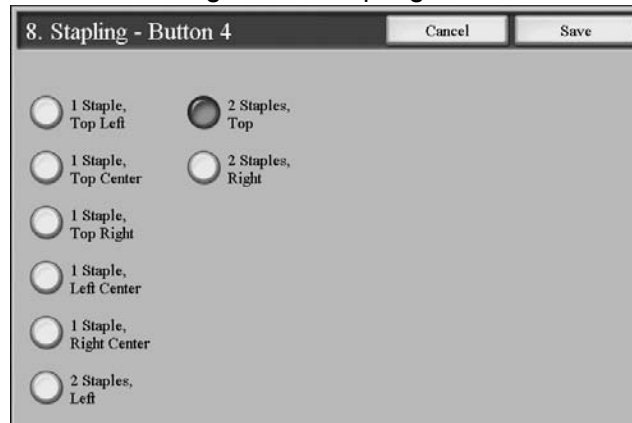 8. Stapling - Button 4
Cancel
Save
1 Staple,
Top Left
1 Staple,
Top Center
1 Staple,
Top Right
1 Staple,
Left Center
1 Staple,
Right Center
2 Staples,
Left
2 Staples,
Top
2 Staples,
Right